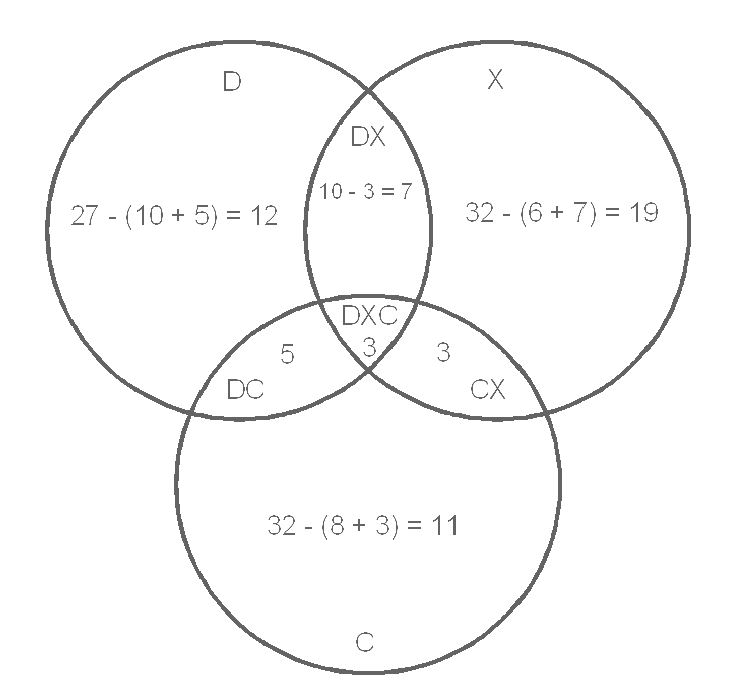 D
X
DX
10 - 3 = 7
27 - (10 + 5) = 12
32 - (6 + 7) = 19
DXC
3
5
3
DC
CX
32 - (8 + 3) = 11
C